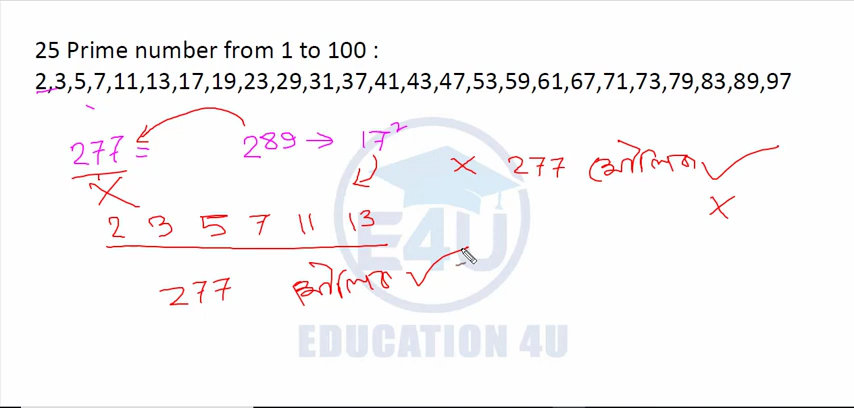 25 Prime number from 1 to 100 :
2,3,5,7,11,13,17,19,23,29,31,37,41,43,47,53,59,61,67,71,73,79,83,89,97
277 = 289 → 17²
× 277 মৌলিক ✓
×
2 3 5 7 11 13
277 মৌলিক ✓
E4U
EDUCATION 4U